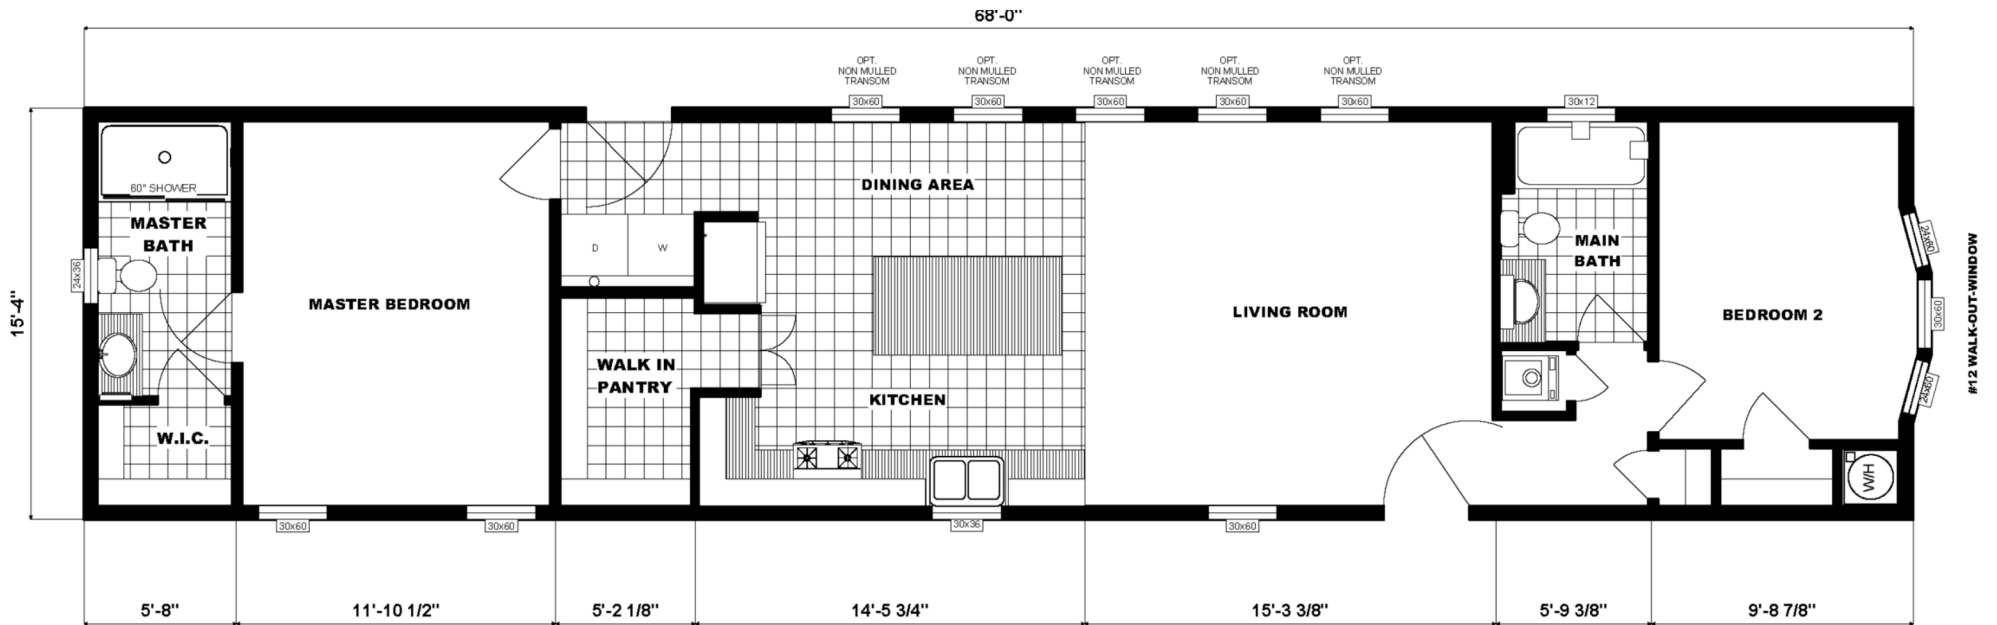 68'-0"
OPT.
NON MULLED
TRANSOM
OPT.
NON MULLED
TRANSOM
OPT.
NON MULLED
TRANSOM
OPT.
NON MULLED
TRANSOM
OPT.
NON MULLED
TRANSOM
30x60
30x60
30x60
30x60
30x60
30x12
60" SHOWER
MASTER
BATH
24x36
15'-4"
MASTER BEDROOM
W.I.C.
DINING AREA
D
W
WALK IN
PANTRY
KITCHEN
LIVING ROOM
MAIN
BATH
BEDROOM 2
24x60
30x60
24x60
#12 WALK-OUT-WINDOW
W/H
30x60
30x60
30x36
30x60
5'-8"
11'-10 1/2"
5'-2 1/8"
14'-5 3/4"
15'-3 3/8"
5'-9 3/8"
9'-8 7/8"